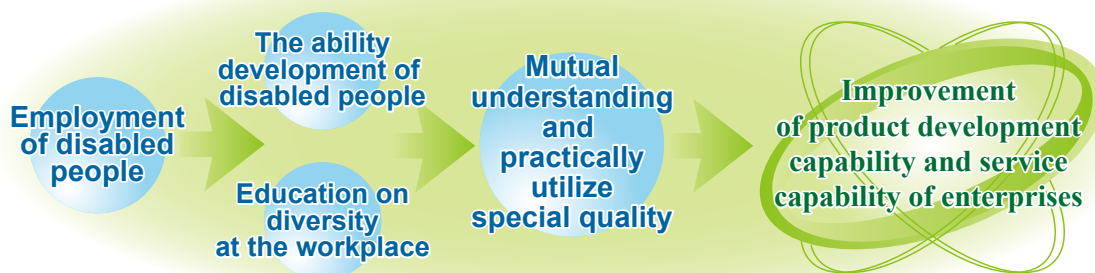 Employment
of disabled
people
The ability
development of
disabled people
Education on
diversity
at the workplace
Mutual
understanding
and
practically
utilize
special quality
Improvement
of product development
capability and service
capability of enterprises